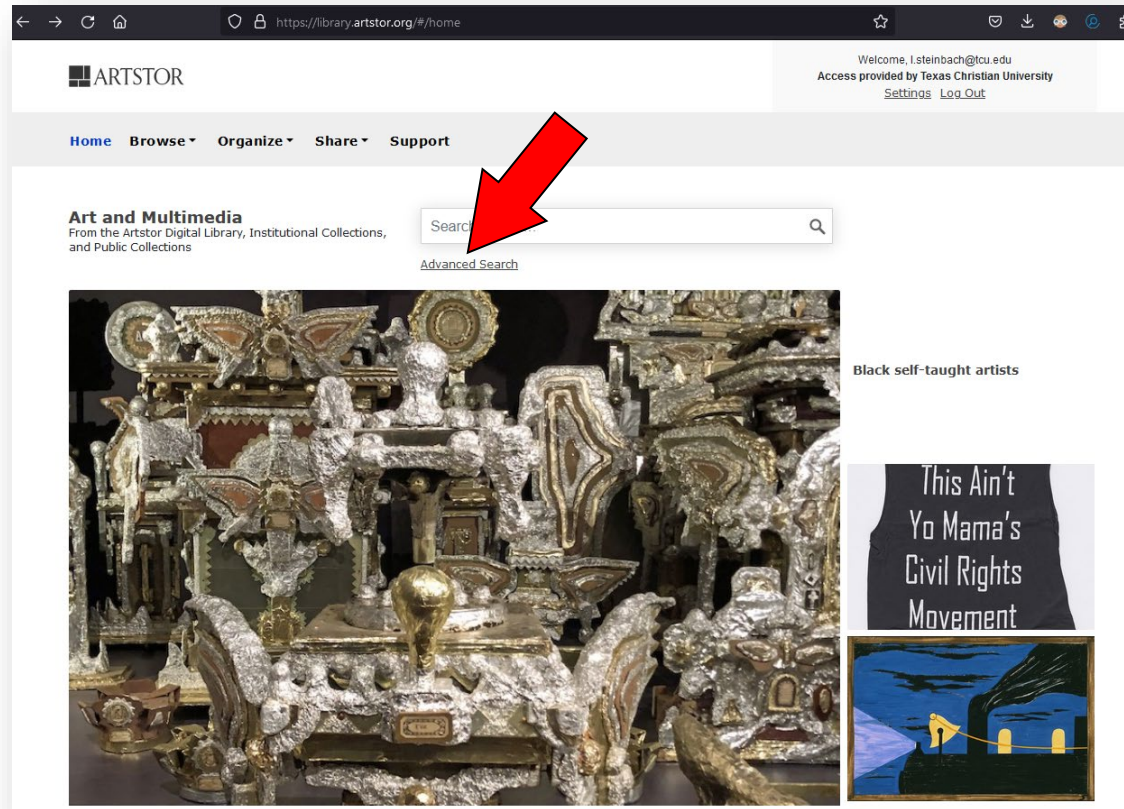 https://library.artstor.org/#/home
ARTSTOR
Welcome, l.steinbach@tcu.edu
Access provided by Texas Christian University
Settings Log Out
Home Browse Organize Share Support
Art and Multimedia
From the Artstor Digital Library, Institutional Collections,
and Public Collections
Search
Advanced Search
Black self-taught artists
This Ain't
Yo Mama's
Civil Rights
Movement